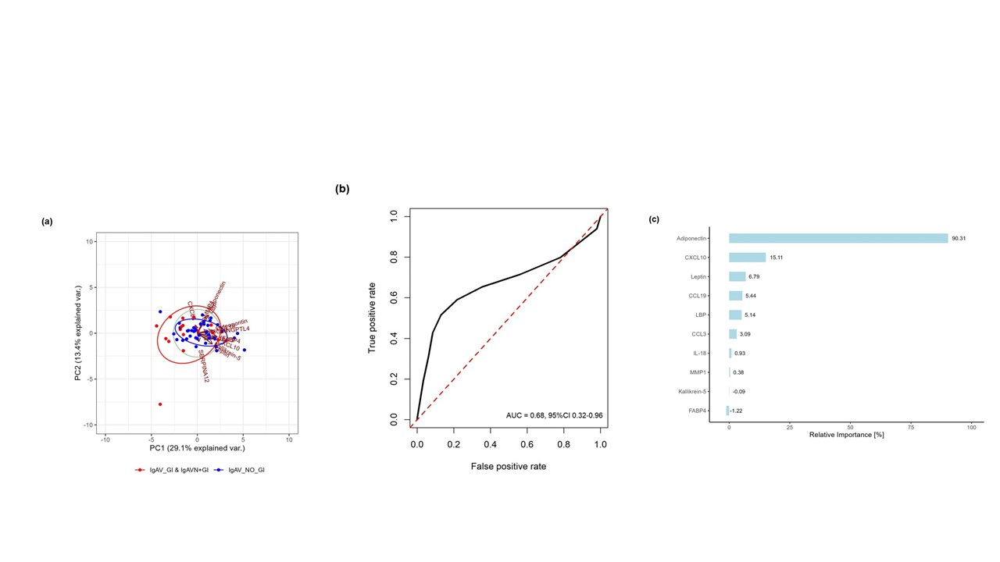 (a)
10
5
0
-5
-10
PC2 (13.4% explained var.)
SERPINA12
Kallikrein-5
-10
-5
0
5
10
PC1 (29.1% explained var.)
IgAV_GI & IgAVN+GI
IgAV_NO_GI
(b)
1.0
0.8
0.6
0.4
0.2
0.0
True positive rate
AUC = 0.68, 95%CI 0.32-0.96
0.0
0.2
0.4
0.6
0.8
1.0
False positive rate
(c)
Adiponectin 90.31
CXCL10 15.11
Leptin 6.79
CCL19 5.44
LBP 5.14
CCL3 3.09
IL-18 0.93
MMP1 0.38
Kallikrein-5 -0.09
FABP4 -1.22
0
25
50
75
100
Relative Importance [%]